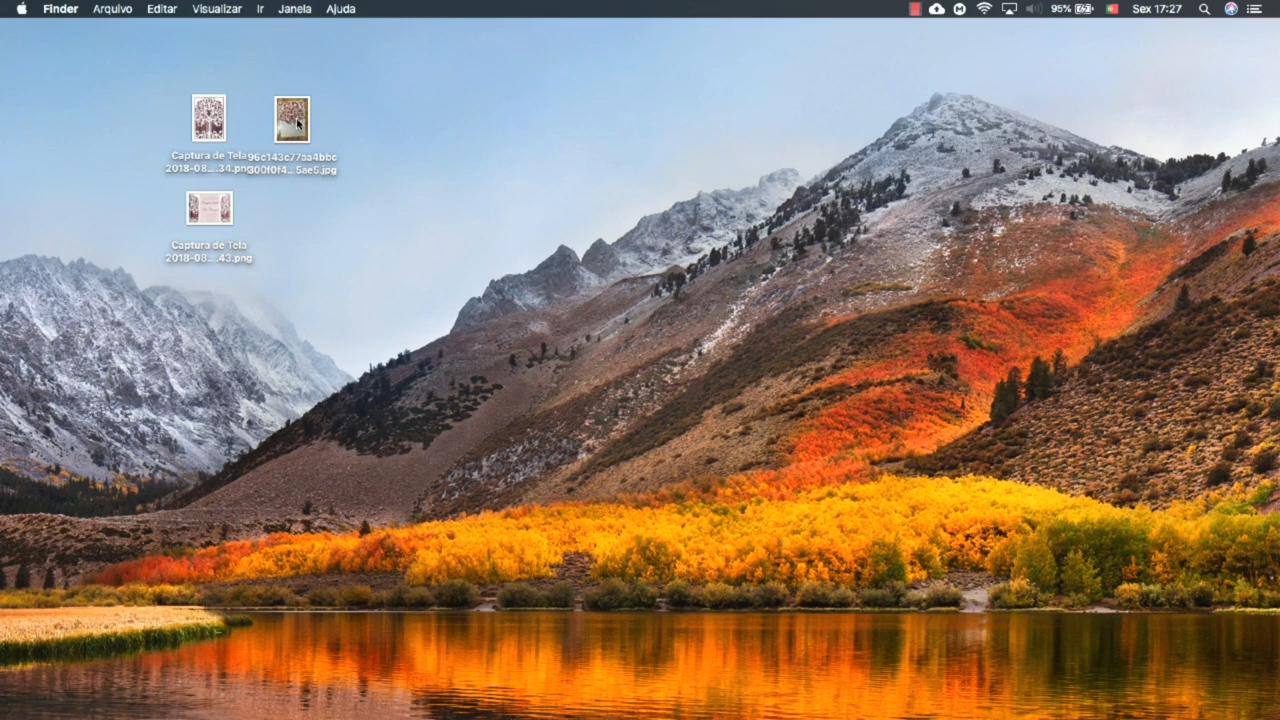 Finder Arquivo Editar Visualizar Ir Janela Ajuda 95% Sex 17:27
Captura de Tela
2018-08...34.png
96c143c77aa4bbc
300f0f4...5ae5.jpg
Captura de Tela
2018-08...43.png